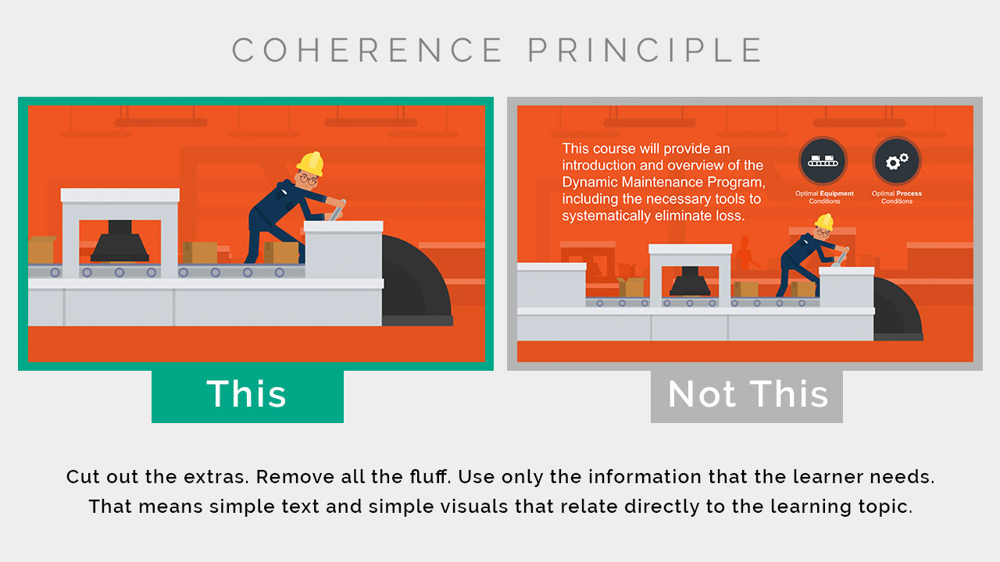 COHERENCE PRINCIPLE
This course will provide an
introduction and overview of the
Dynamic Maintenance Program,
including the necessary tools to
systematically eliminate loss.
Optimal Equipment
Conditions
Optimal Process
Conditions
This
Not This
Cut out the extras. Remove all the fluff. Use only the information that the learner needs.
That means simple text and simple visuals that relate directly to the learning topic.